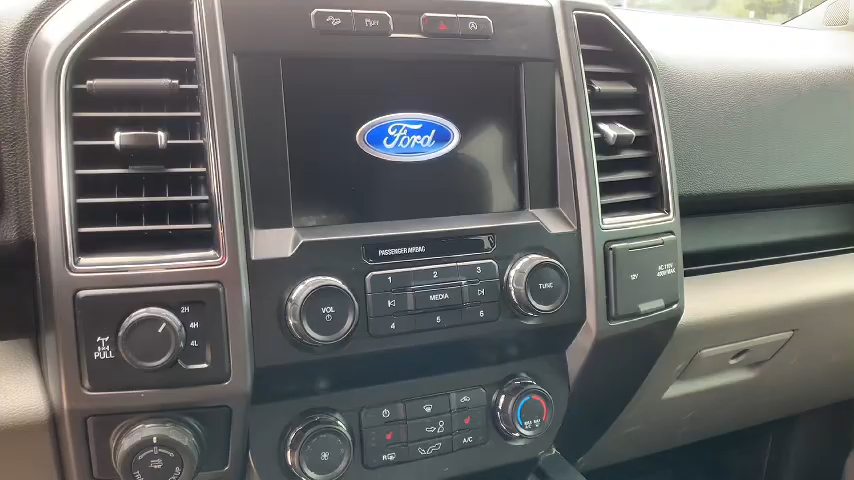 Ford
PASSENGER AIRBAG
1 2 3
VOL
MEDIA
TUNE
4 5 6
12V
2H
4H
4L
PULL
A/C
R